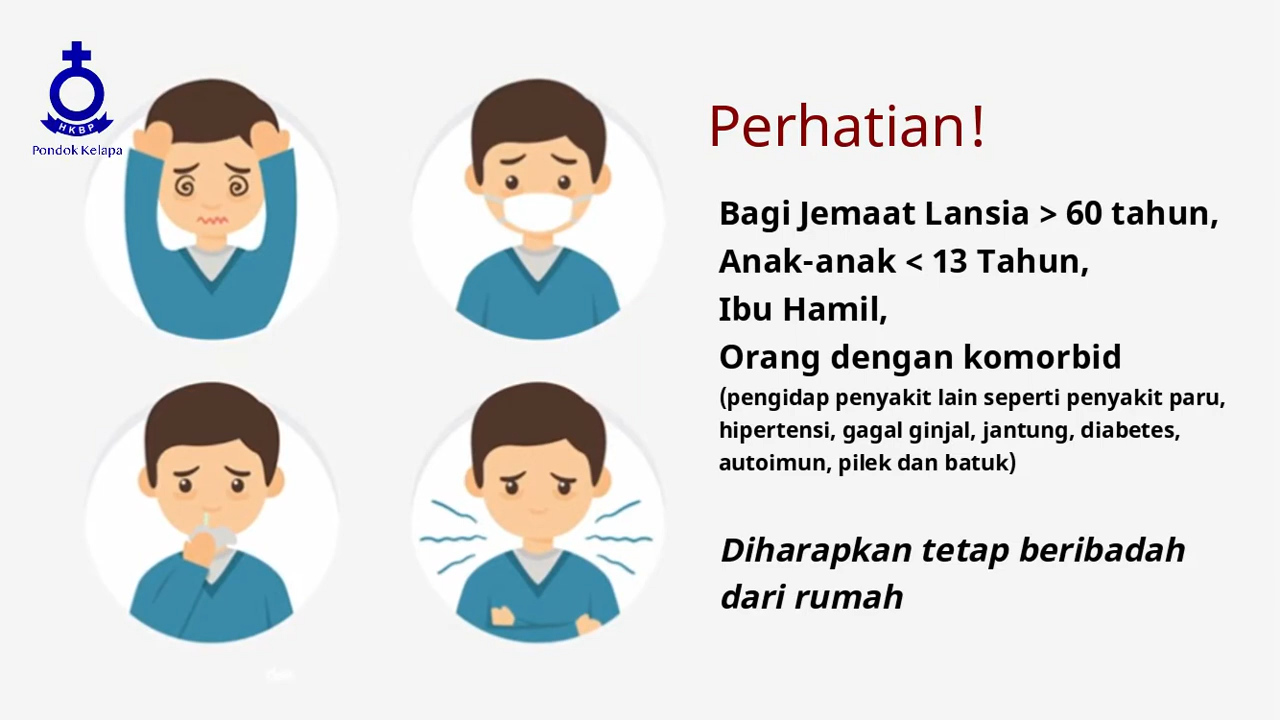 HKBP
Pondok Kelapa
Perhatian!
Bagi Jemaat Lansia > 60 tahun,
Anak-anak < 13 Tahun,
Ibu Hamil,
Orang dengan komorbid
(pengidap penyakit lain seperti penyakit paru,
hipertensi, gagal ginjal, jantung, diabetes,
autoimun, pilek dan batuk)
Diharapkan tetap beribadah
dari rumah